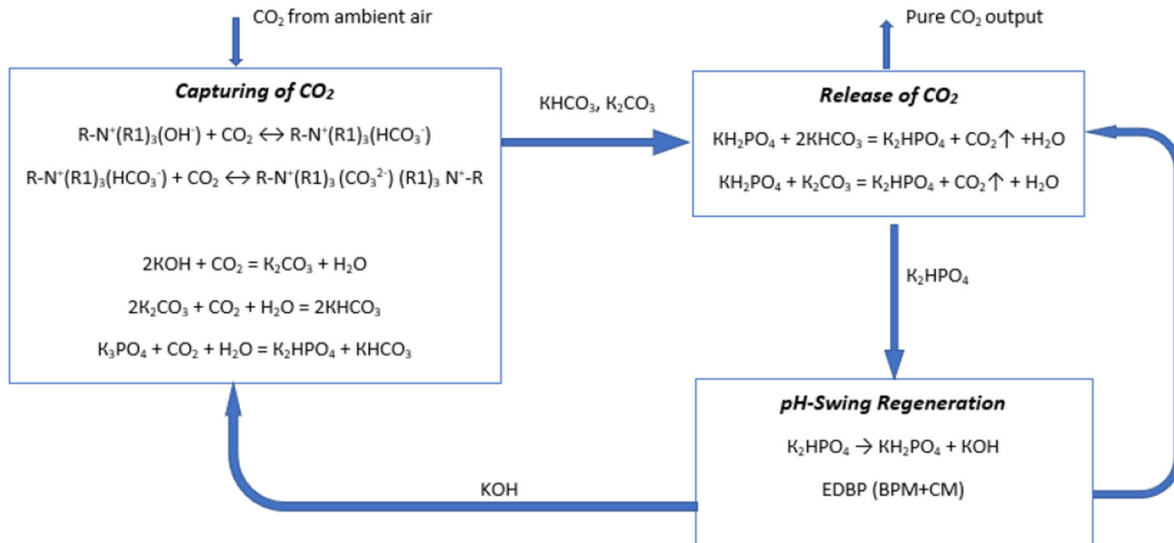 CO₂ from ambient air
Pure CO₂ output
Capturing of CO₂
R-N⁺(R1)₃(OH⁻) + CO₂ ↔ R-N⁺(R1)₃(HCO₃⁻)
R-N⁺(R1)₃(HCO₃⁻) + CO₂ ↔ R-N⁺(R1)₃ (CO₃²⁻) (R1)₃ N⁺-R
2KOH + CO₂ = K₂CO₃ + H₂O
2K₂CO₃ + CO₂ + H₂O = 2KHCO₃
K₃PO₄ + CO₂ + H₂O = K₂HPO₄ + KHCO₃
KHCO₃, K₂CO₃
Release of CO₂
KH₂PO₄ + 2KHCO₃ = K₂HPO₄ + CO₂↑ +H₂O
KH₂PO₄ + K₂CO₃ = K₂HPO₄ + CO₂↑ + H₂O
K₂HPO₄
pH-Swing Regeneration
K₂HPO₄ → KH₂PO₄ + KOH
EDBP (BPM+CM)
KOH